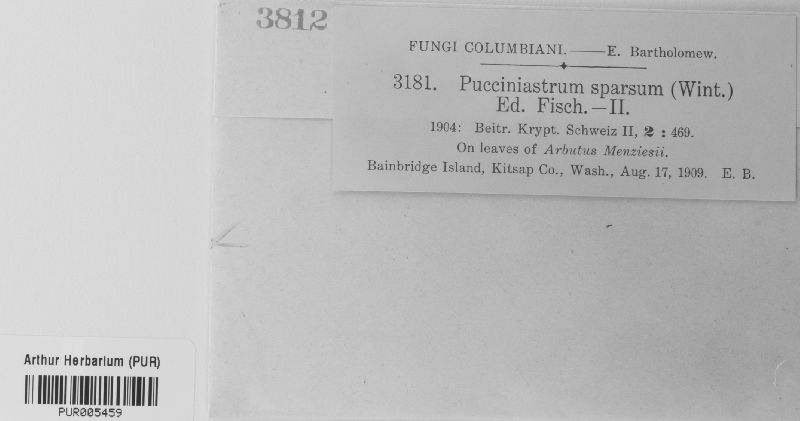 3812
FUNGI COLUMBIANI.——E. Bartholomew.
3181. Pucciniastrum sparsum (Wint.)
Ed. Fisch.—II.
1904: Beitr. Krypt. Schweiz II, 2 : 469.
On leaves of Arbutus Menziesii.
Bainbridge Island, Kitsap Co., Wash., Aug. 17, 1909. E. B.
Arthur Herbarium (PUR)
PUR005459